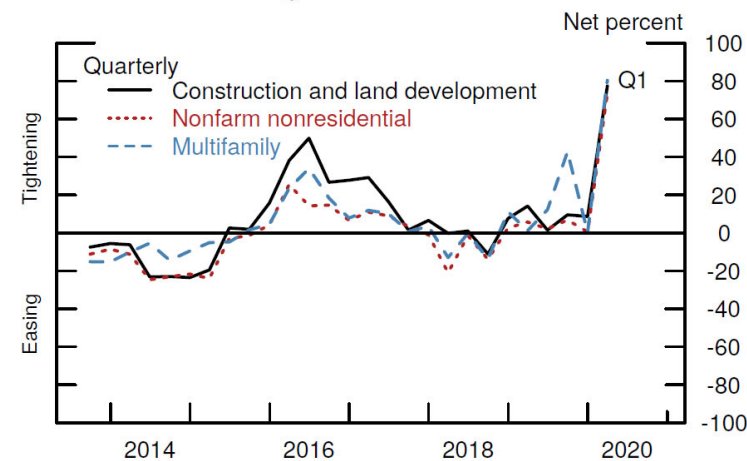 Net percent
Quarterly
Construction and land development
Nonfarm nonresidential
Multifamily
Q1
Tightening
Easing
100
80
60
40
20
0
-20
-40
-60
-80
-100
2014 2016 2018 2020